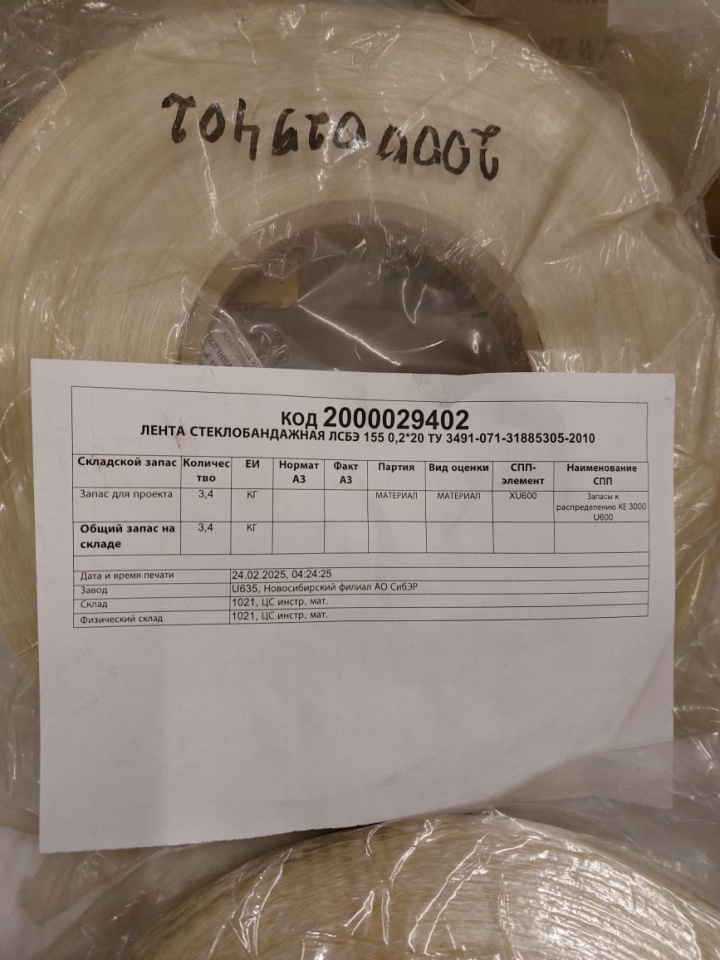 2000029402
КОД 2000029402
ЛЕНТА СТЕКЛОБАНДАЖНАЯ ЛСБЭ 155 0,2*20 ТУ 3491-071-31885305-2010
Складской запас Количес ЕИ Нормат Факт Партия Вид оценки СПП- Наименование
тво АЗ АЗ элемент СПП
Запас для проекта 3,4 КГ МАТЕРИАЛ МАТЕРИАЛ XU600 Запасы к
распределению КЕ 3000
U600
Общий запас на 3,4 КГ
складе
Дата и время печати 24.02.2025, 04:24:25
Завод U635, Новосибирский филиал АО СибЭР
Склад 1021, ЦС инстр, мат.
Физический склад 1021, ЦС инстр, мат.